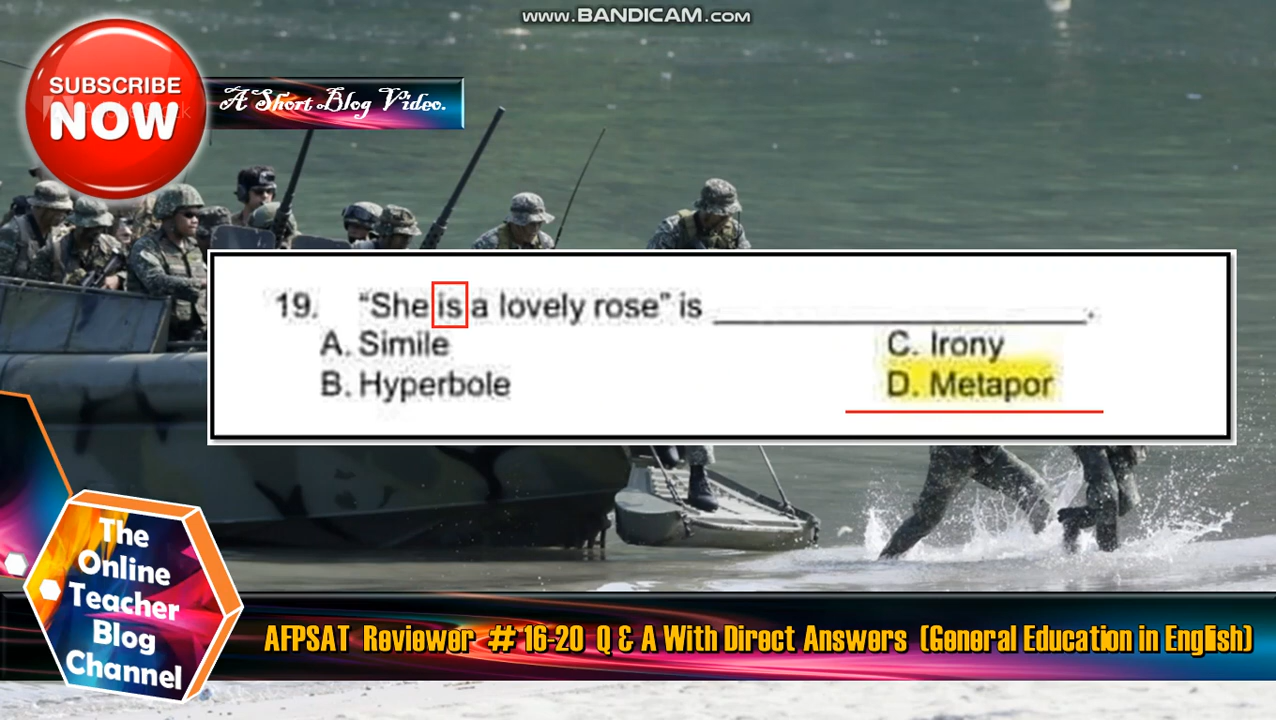 www.BANDICAM.com
SUBSCRIBE
NOW
A Short Blog Video.
19. “She is a lovely rose” is ____________________.
A. Simile
C. Irony
B. Hyperbole
D. Metapor
The
Online
Teacher
Blog
Channel
AFPSAT Reviewer # 16-20 Q & A With Direct Answers (General Education in English)